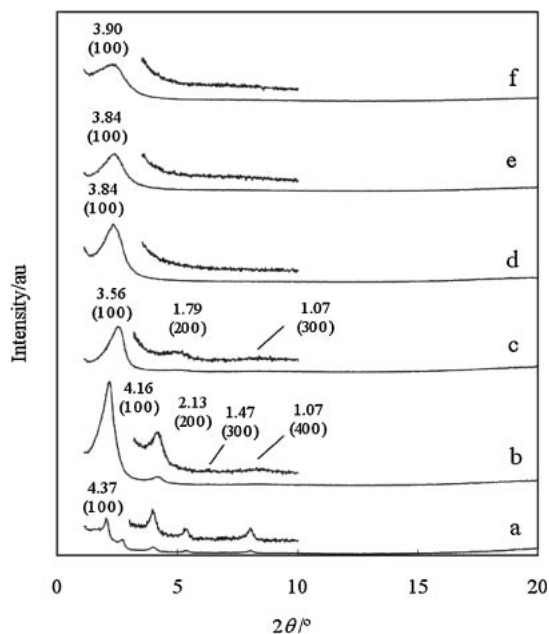 3.90
(100)
f
3.84
(100)
e
3.84
(100)
d
3.56
(100)
1.79
(200)
1.07
(300)
c
4.16
(100)
2.13
(200)
1.47
(300)
1.07
(400)
b
4.37
(100)
a
Intensity/au
0 5 10 15 20
2θ/°